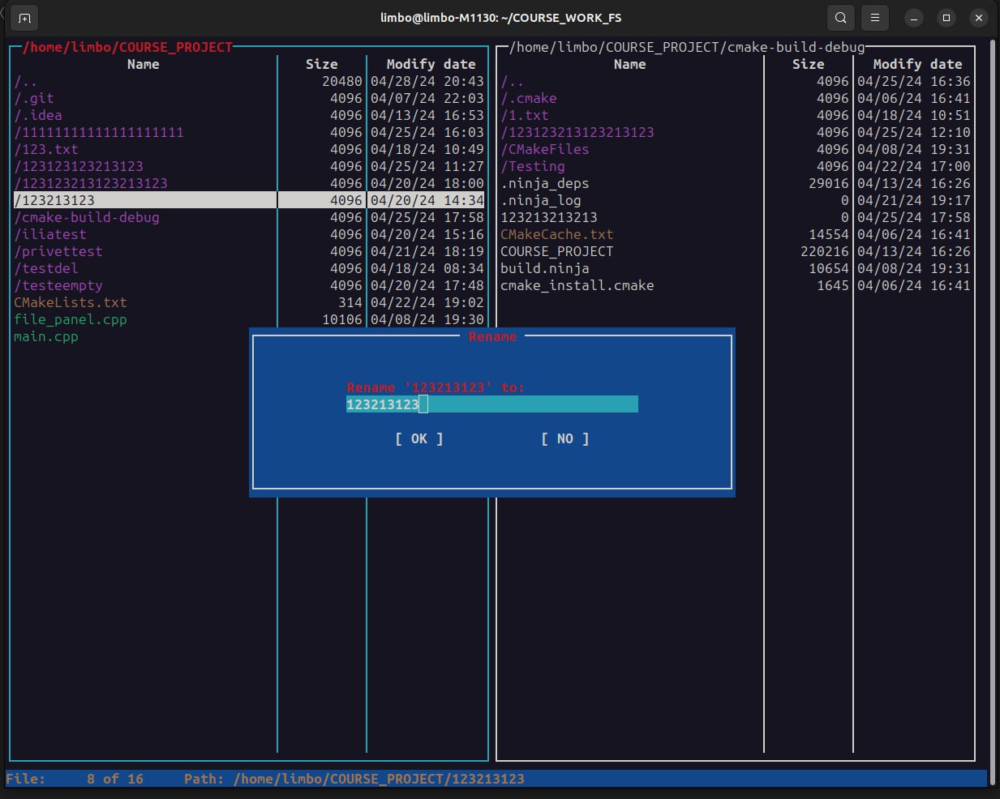 limbo@limbo-M1130: ~/COURSE_WORK_FS
/home/limbo/COURSE_PROJECT
Name Size Modify date
/.. 20480 04/28/24 20:43
/.git 4096 04/07/24 22:03
/.idea 4096 04/13/24 16:53
/11111111111111111111 4096 04/25/24 16:03
/123.txt 4096 04/18/24 10:49
/123123123213123 4096 04/25/24 11:27
/123123213123213123 4096 04/20/24 18:00
/123213123 4096 04/20/24 14:34
/cmake-build-debug 4096 04/25/24 17:58
/iliatest 4096 04/20/24 15:16
/privettest 4096 04/21/24 18:19
/testdel 4096 04/18/24 08:34
/testeempty 4096 04/20/24 17:48
CMakeLists.txt 314 04/22/24 19:02
file_panel.cpp 10106 04/08/24 19:30
main.cpp
/home/limbo/COURSE_PROJECT/cmake-build-debug
Name Size Modify date
/.. 4096 04/25/24 16:36
/.cmake 4096 04/06/24 16:41
/1.txt 4096 04/18/24 10:51
/123123213123213123 4096 04/25/24 12:10
/CMakeFiles 4096 04/08/24 19:31
/Testing 4096 04/22/24 17:00
.ninja_deps 29016 04/13/24 16:26
.ninja_log 0 04/21/24 19:17
123213213213 0 04/25/24 17:58
CMakeCache.txt 14554 04/06/24 16:41
COURSE_PROJECT 220216 04/13/24 16:26
build.ninja 10654 04/08/24 19:31
cmake_install.cmake 1645 04/06/24 16:41
Rename
Rename '123213123' to:
123213123
[ OK ] [ NO ]
File: 8 of 16 Path: /home/limbo/COURSE_PROJECT/123213123